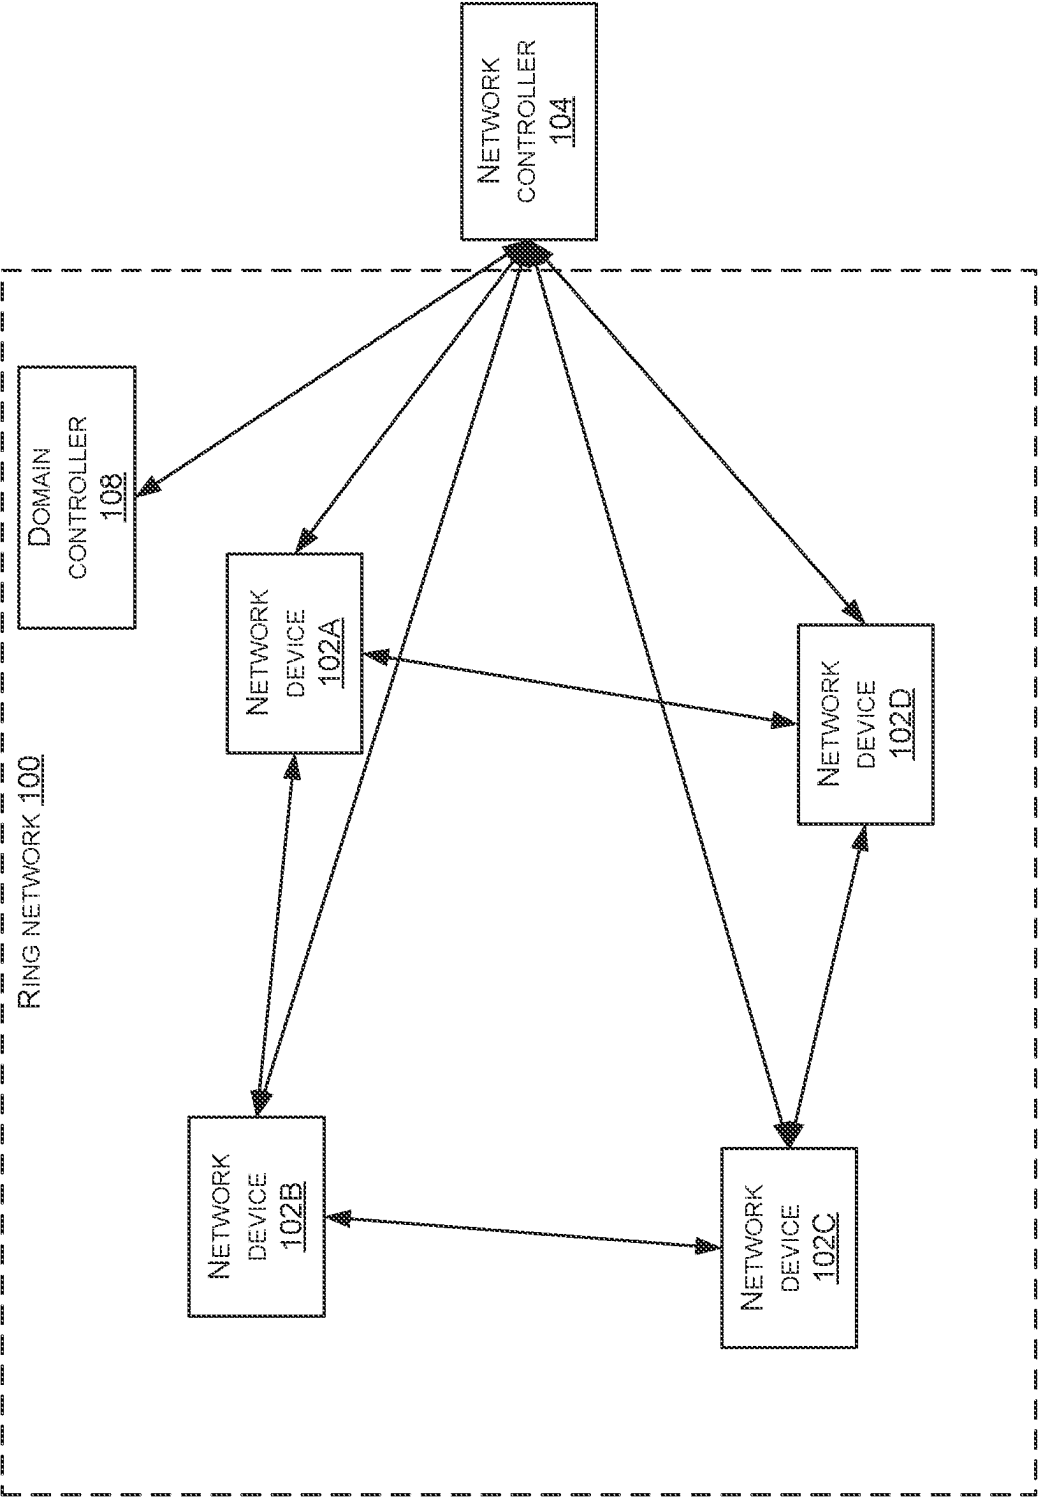 RING NETWORK 100
DOMAIN
CONTROLLER
108
NETWORK
CONTROLLER
104
NETWORK
DEVICE
102A
NETWORK
DEVICE
102B
NETWORK
DEVICE
102C
NETWORK
DEVICE
102D